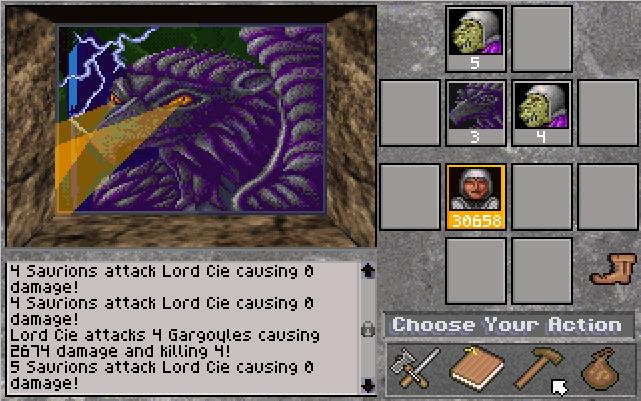 5
3
4
30658
4 Saurions attack Lord Cie causing 0
damage!
4 Saurions attack Lord Cie causing 0
damage!
Lord Cie attacks 4 Gargoyles causing
2674 damage and killing 4!
5 Saurions attack Lord Cie causing 0
damage!
Choose Your Action